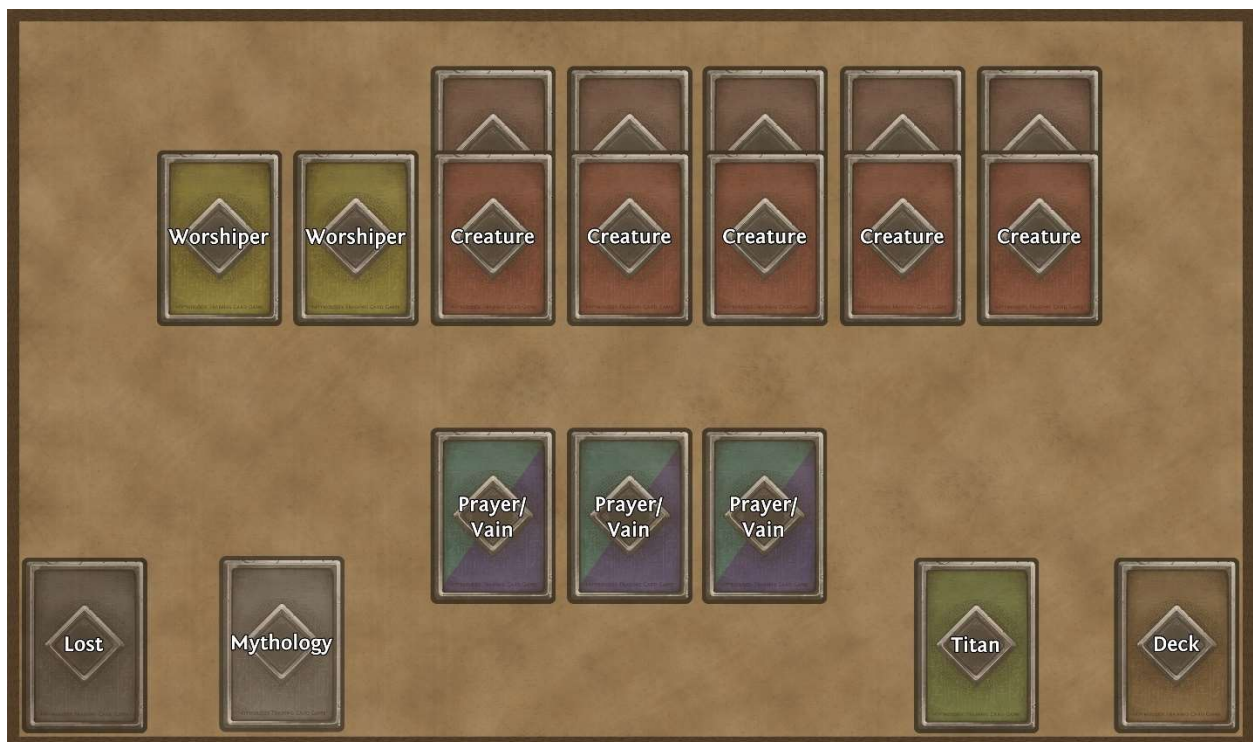 Worshiper
Worshiper
Creature
Creature
Creature
Creature
Creature
Prayer/
Vain
Prayer/
Vain
Prayer/
Vain
Lost
Mythology
Titan
Deck